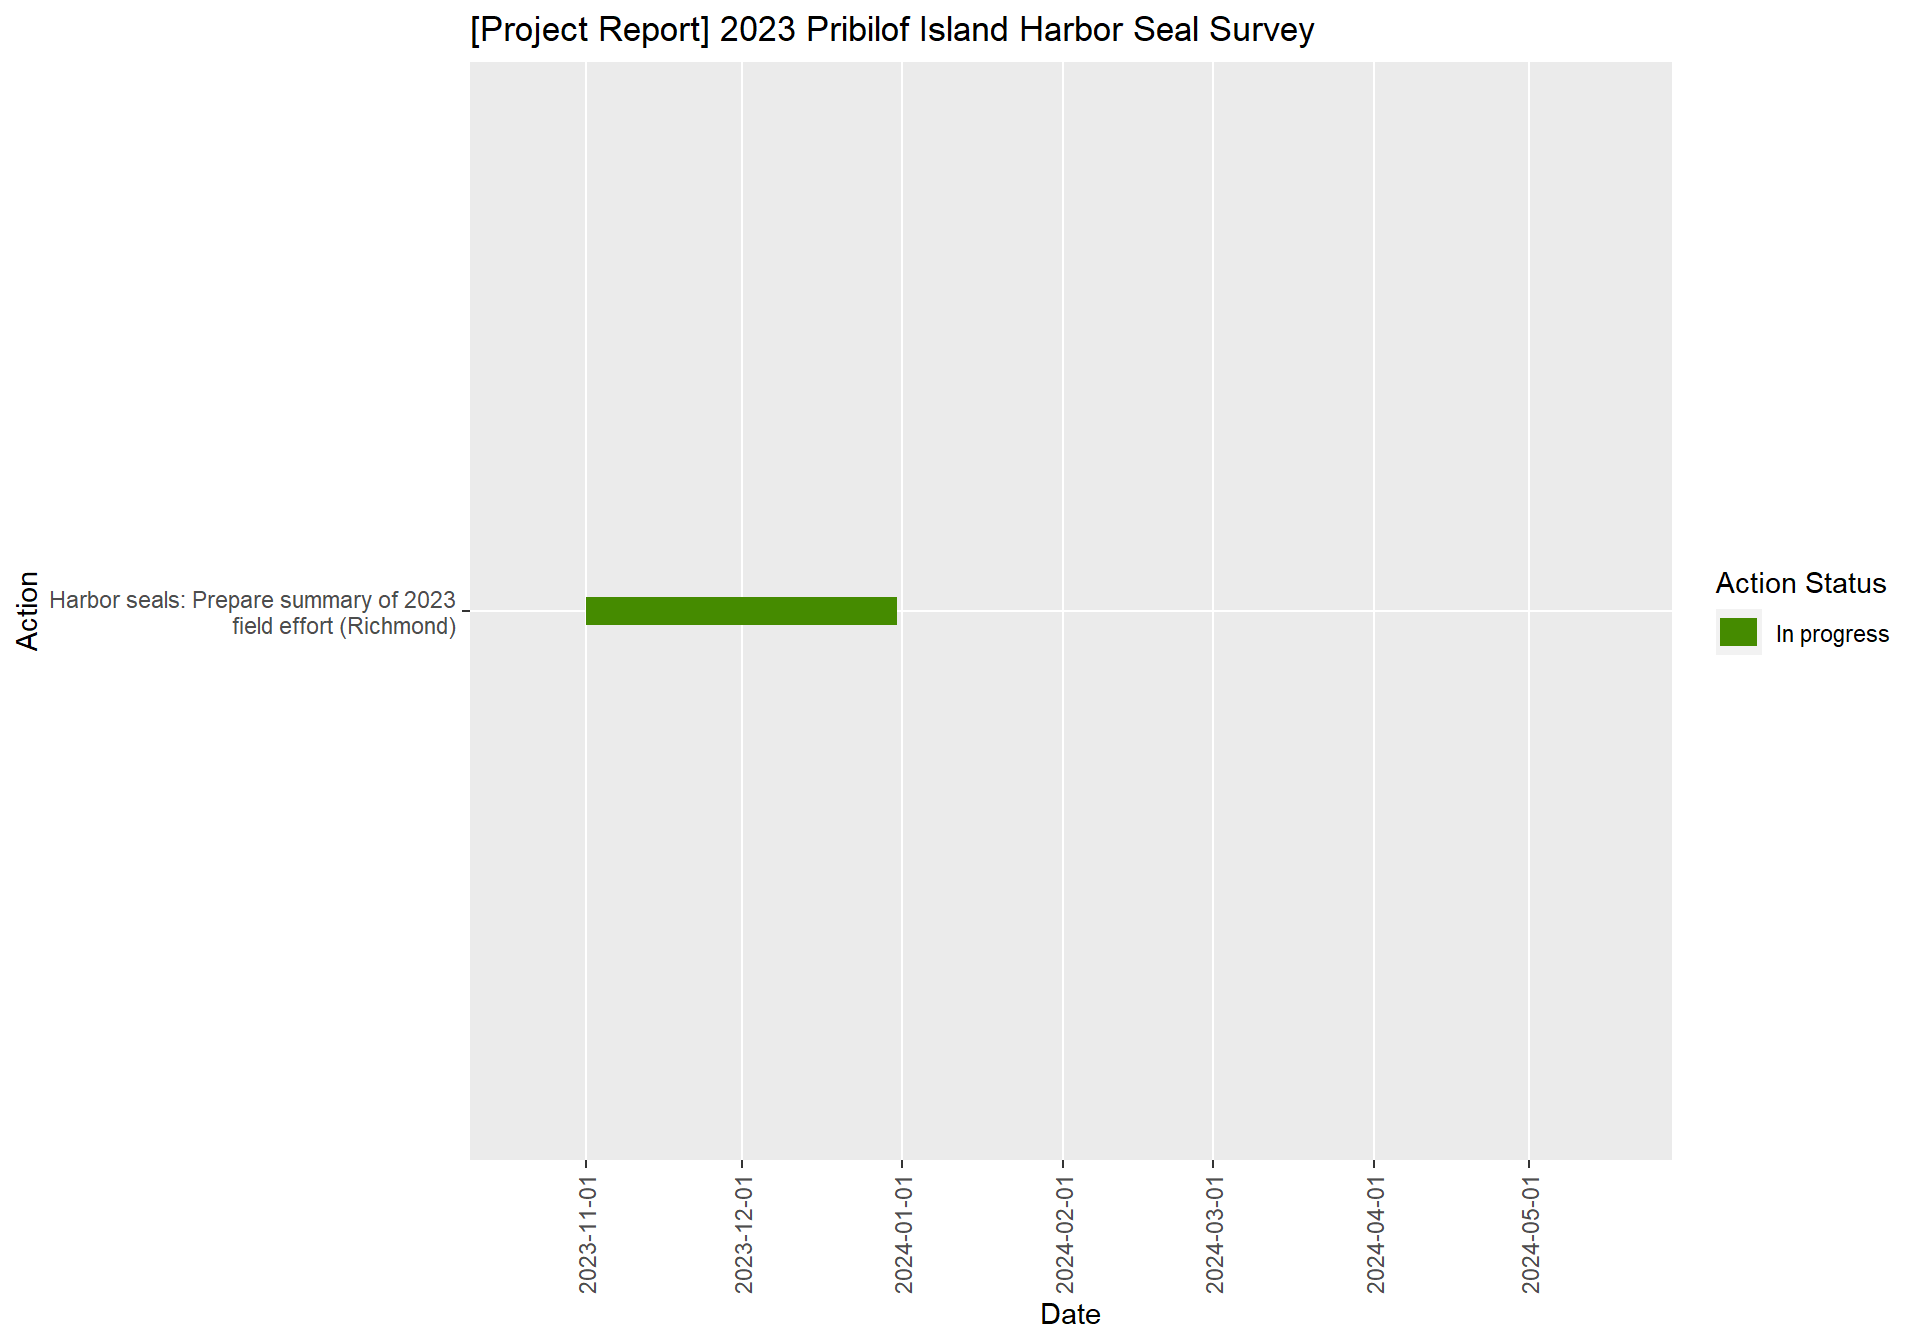 [Project Report] 2023 Pribilof Island Harbor Seal Survey
Action
Harbor seals: Prepare summary of 2023
field effort (Richmond)
Action Status
In progress
2023-11-01
2023-12-01
2024-01-01
2024-02-01
2024-03-01
2024-04-01
2024-05-01
Date